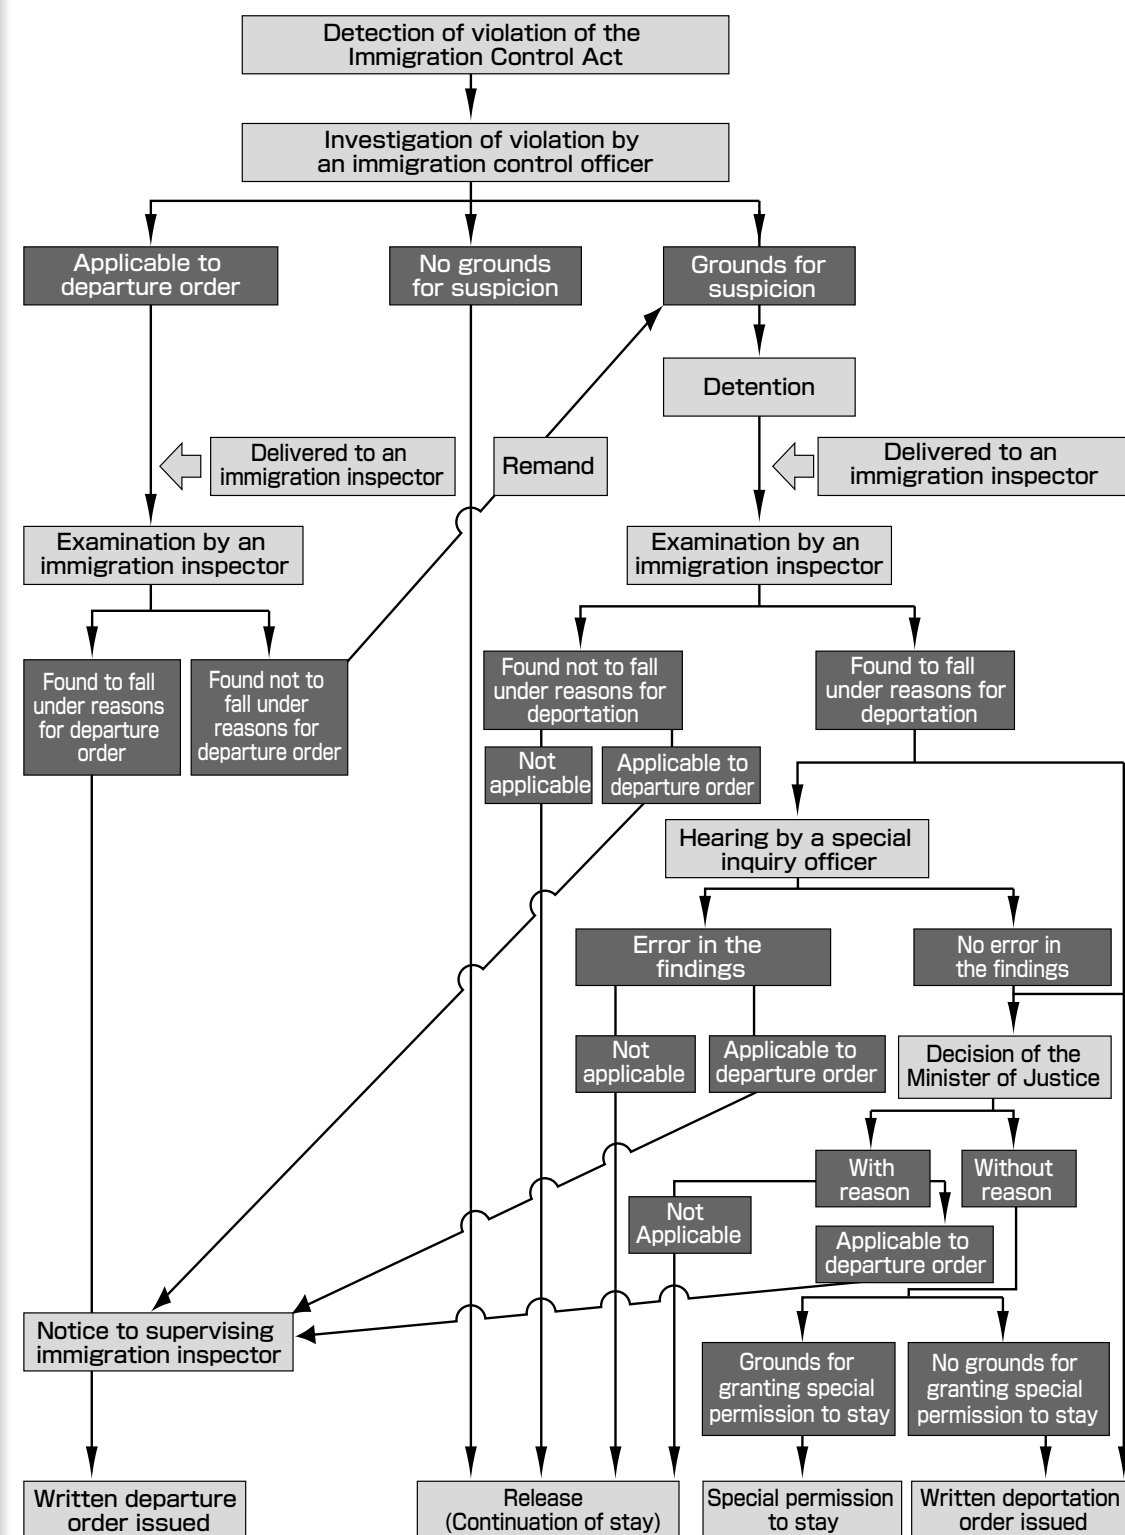 Detection of violation of the
Immigration Control Act
Investigation of violation by
an immigration control officer
Applicable to
departure order
No grounds
for suspicion
Grounds for
suspicion
Detention
Delivered to an
immigration inspector
Remand
Delivered to an
immigration inspector
Examination by an
immigration inspector
Examination by an
immigration inspector
Found to fall
under reasons
for departure
order
Found not to
fall under
reasons for
departure order
Found not to fall
under reasons for
deportation
Found to fall
under reasons for
deportation
Not
applicable
Applicable to
departure order
Hearing by a special
inquiry officer
Error in the
findings
No error in
the findings
Not
applicable
Applicable to
departure order
Decision of the
Minister of Justice
With
reason
Without
reason
Not
Applicable
Applicable to
departure order
Notice to supervising
immigration inspector
Grounds for
granting special
permission to stay
No grounds for
granting special
permission to stay
Written departure
order issued
Release
(Continuation of stay)
Special permission
to stay
Written deportation
order issued